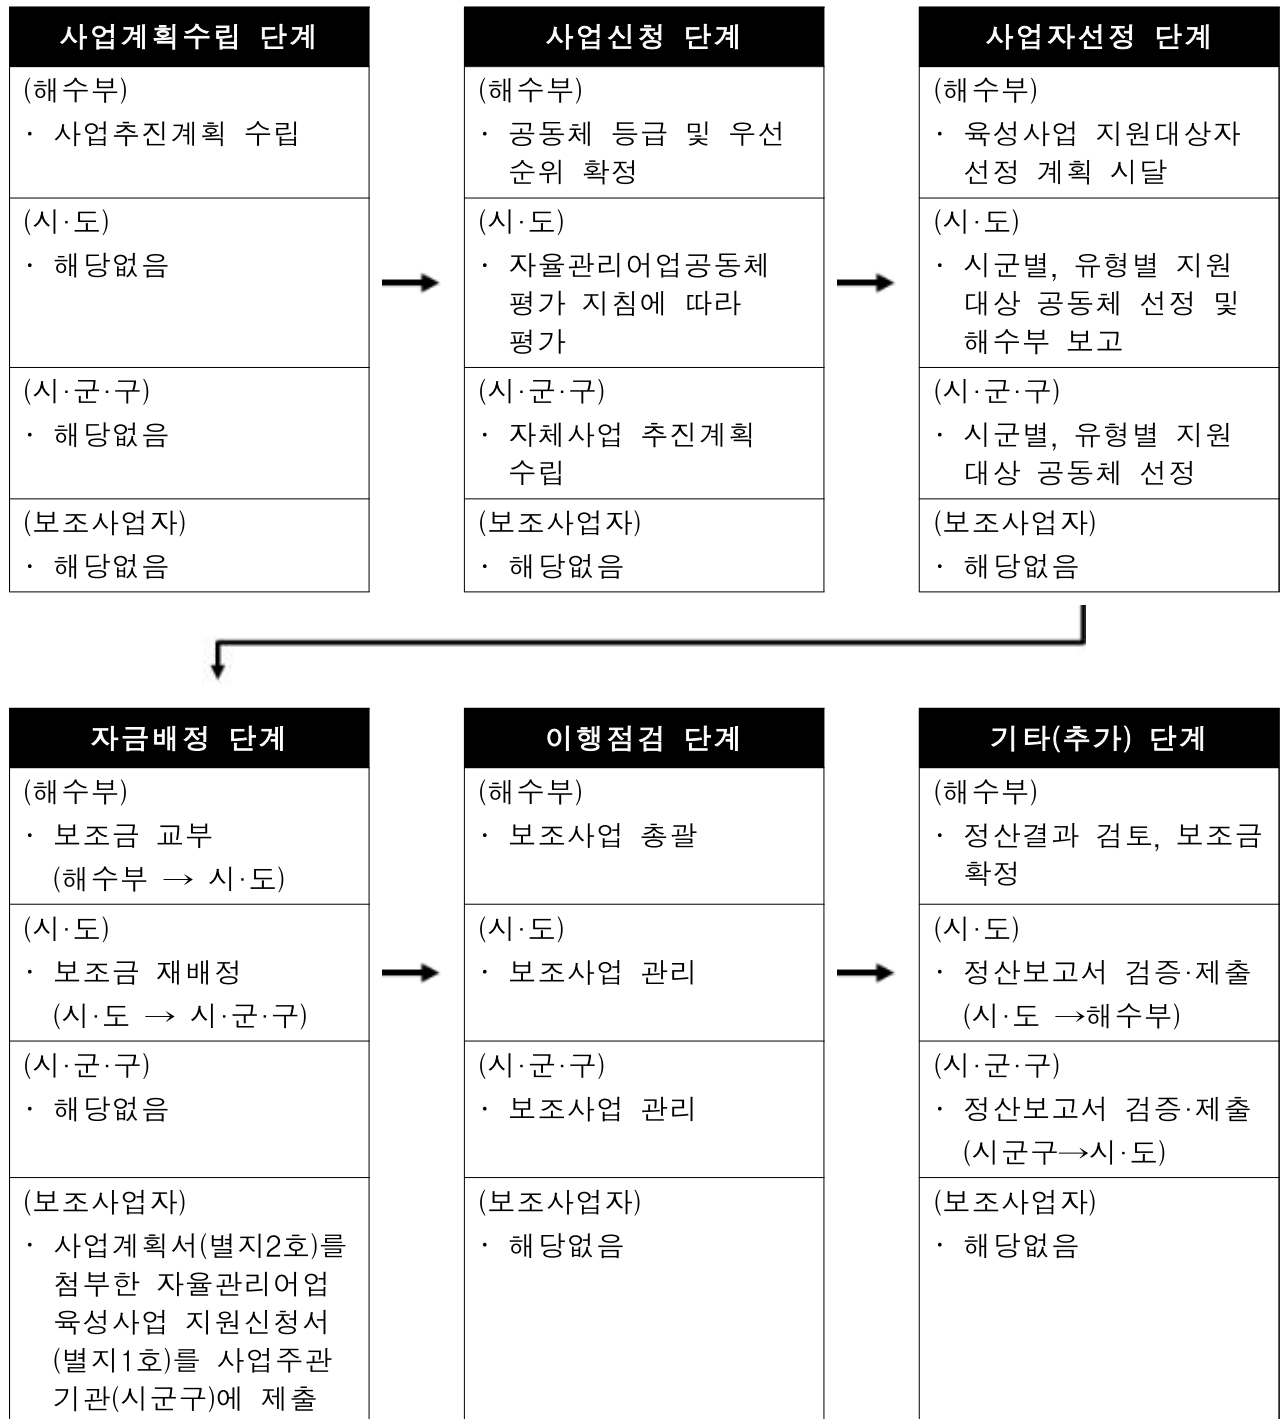 사업계획수립 단계
(해수부)
· 사업추진계획 수립
(시·도)
· 해당없음
(시·군·구)
· 해당없음
(보조사업자)
· 해당없음
사업신청 단계
(해수부)
· 공동체 등급 및 우선
순위 확정
(시·도)
· 자율관리어업공동체
평가 지침에 따라
평가
(시·군·구)
· 자체사업 추진계획
수립
(보조사업자)
· 해당없음
사업자선정 단계
(해수부)
· 육성사업 지원대상자
선정 계획 시달
(시·도)
· 시군별, 유형별 지원
대상 공동체 선정 및
해수부 보고
(시·군·구)
· 시군별, 유형별 지원
대상 공동체 선정
(보조사업자)
· 해당없음
자금배정 단계
(해수부)
· 보조금 교부
(해수부 → 시·도)
(시·도)
· 보조금 재배정
(시·도 → 시·군·구)
(시·군·구)
· 해당없음
(보조사업자)
· 사업계획서(별지2호)를
첨부한 자율관리어업
육성사업 지원신청서
(별지1호)를 사업주관
기관(시군구)에 제출
이행점검 단계
(해수부)
· 보조사업 총괄
(시·도)
· 보조사업 관리
(시·군·구)
· 보조사업 관리
(보조사업자)
· 해당없음
기타(추가) 단계
(해수부)
· 정산결과 검토, 보조금
확정
(시·도)
· 정산보고서 검증·제출
(시·도 →해수부)
(시·군·구)
· 정산보고서 검증·제출
(시군구→시·도)
(보조사업자)
· 해당없음